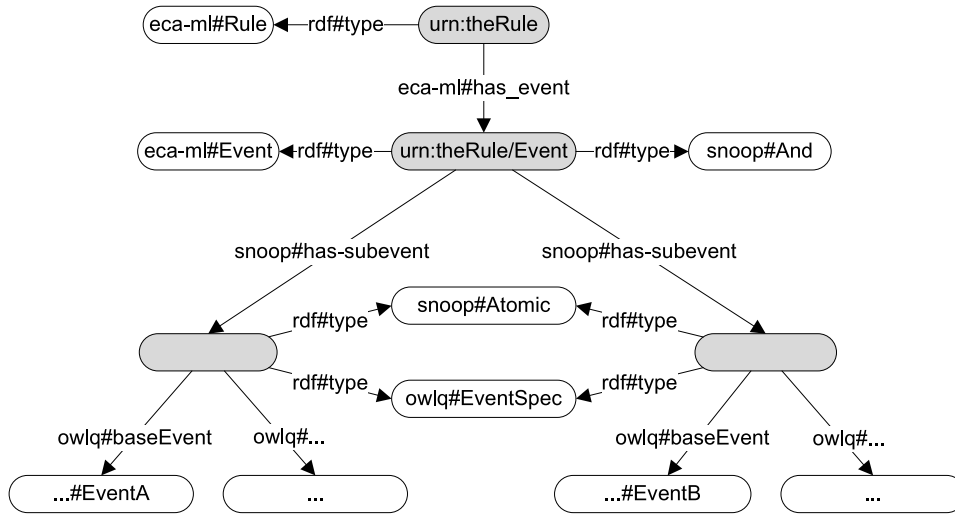 eca-ml#Rule
rdf#type
urn:theRule
eca-ml#has_event
eca-ml#Event
rdf#type
urn:theRule/Event
rdf#type
snoop#And
snoop#has-subevent
snoop#has-subevent
rdf#type
snoop#Atomic
rdf#type
rdf#type
owlq#EventSpec
rdf#type
owlq#baseEvent
owlq#...
owlq#baseEvent
owlq#...
...#EventA
...
...#EventB
...